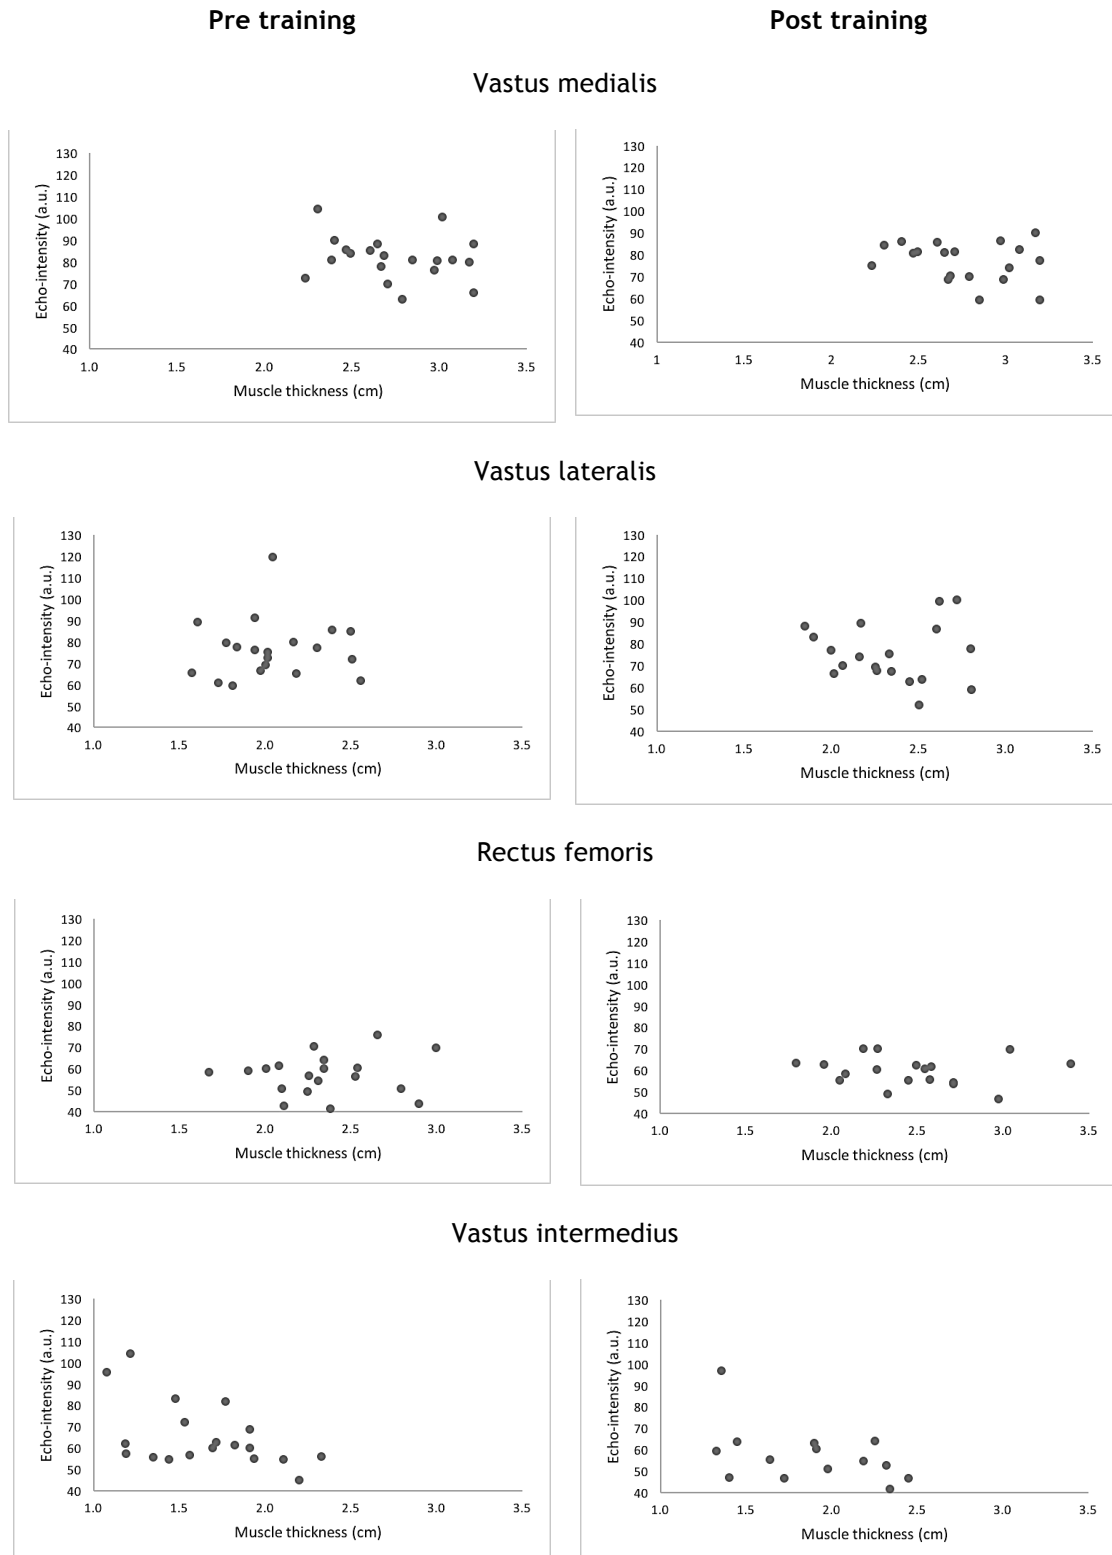 Pre training Post training
Vastus medialis
130
120
110
100
90
80
70
60
50
40
Echo-intensity (a.u.)
1.0 1.5 2.0 2.5 3.0 3.5
Muscle thickness (cm)
130
120
110
100
90
80
70
60
50
40
Echo-intensity (a.u.)
1 1.5 2 2.5 3 3.5
Muscle thickness (cm)
Vastus lateralis
130
120
110
100
90
80
70
60
50
40
Echo-intensity (a.u.)
1.0 1.5 2.0 2.5 3.0 3.5
Muscle thickness (cm)
130
120
110
100
90
80
70
60
50
40
Echo-intensity (a.u.)
1.0 1.5 2.0 2.5 3.0 3.5
Muscle thickness (cm)
Rectus femoris
130
120
110
100
90
80
70
60
50
40
Echo-intensity (a.u.)
1.0 1.5 2.0 2.5 3.0 3.5
Muscle thickness (cm)
130
120
110
100
90
80
70
60
50
40
Echo-intensity (a.u.)
1.0 1.5 2.0 2.5 3.0 3.5
Muscle thickness (cm)
Vastus intermedius
130
120
110
100
90
80
70
60
50
40
Echo-intensity (a.u.)
1.0 1.5 2.0 2.5 3.0 3.5
Muscle thickness (cm)
130
120
110
100
90
80
70
60
50
40
Echo-intensity (a.u.)
1.0 1.5 2.0 2.5 3.0 3.5
Muscle thickness (cm)